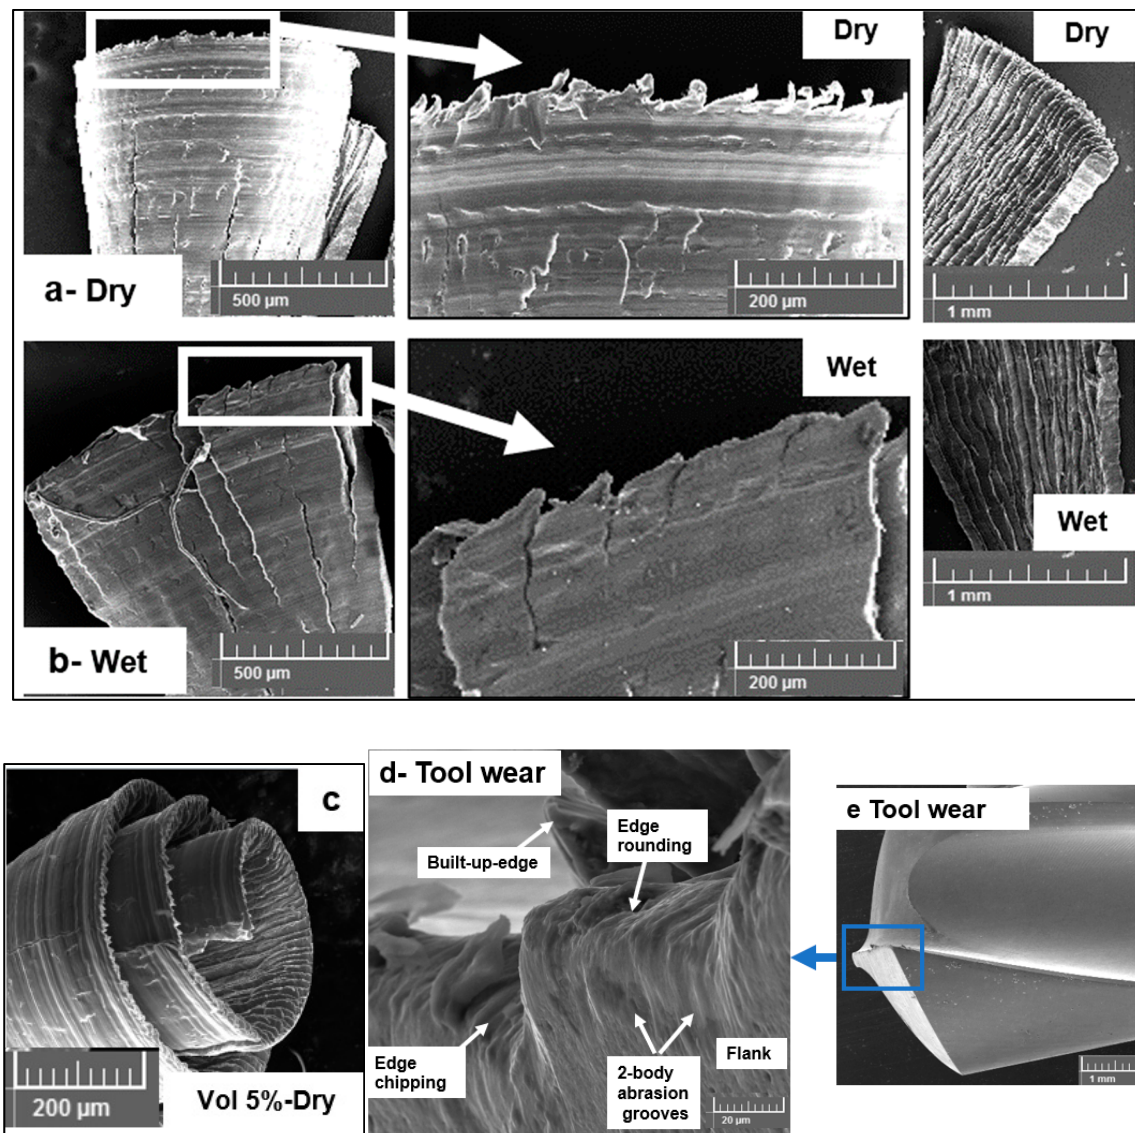 Dry
Dry
a- Dry
500 µm
200 µm
1 mm
Wet
Wet
b- Wet
500 µm
200 µm
1 mm
c
200 µm
Vol 5%-Dry
d- Tool wear
Built-up-edge
Edge
rounding
Edge
chipping
2-body
abrasion
grooves
Flank
20 µm
e Tool wear
1 mm